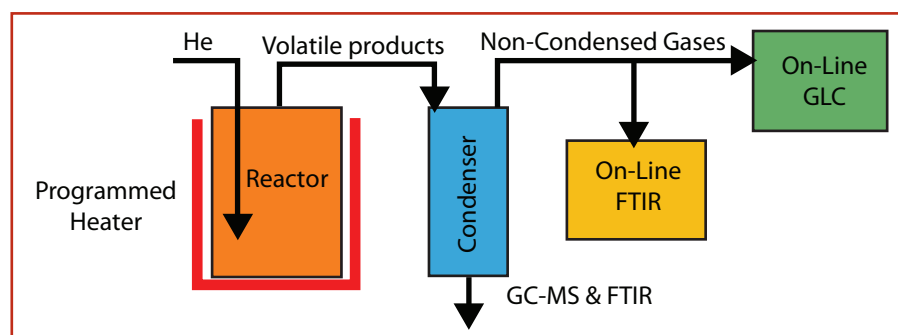 He
Volatile products
Non-Condensed Gases
On-Line
GLC
Programmed
Heater
Reactor
Condenser
On-Line
FTIR
GC-MS & FTIR